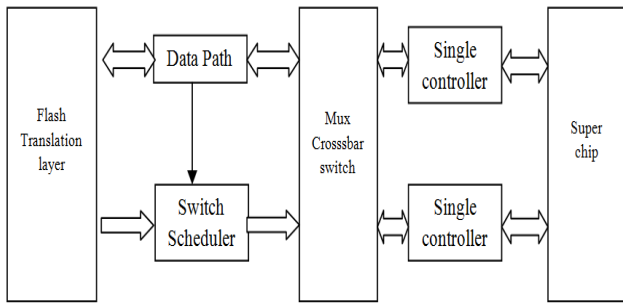 Flash
Translation
layer
Data Path
Switch
Scheduler
Mux
Crosssbar
switch
Single
controller
Single
controller
Super
chip